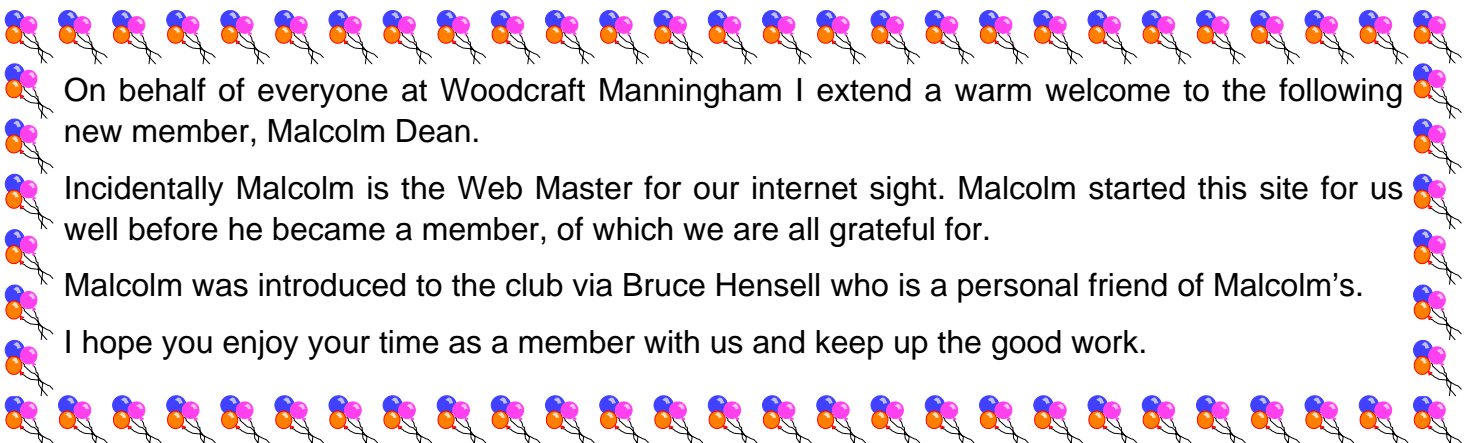 On behalf of everyone at Woodcraft Manningham I extend a warm welcome to the following
new member, Malcolm Dean.
Incidentally Malcolm is the Web Master for our internet sight. Malcolm started this site for us
well before he became a member, of which we are all grateful for.
Malcolm was introduced to the club via Bruce Hensell who is a personal friend of Malcolm's.
I hope you enjoy your time as a member with us and keep up the good work.